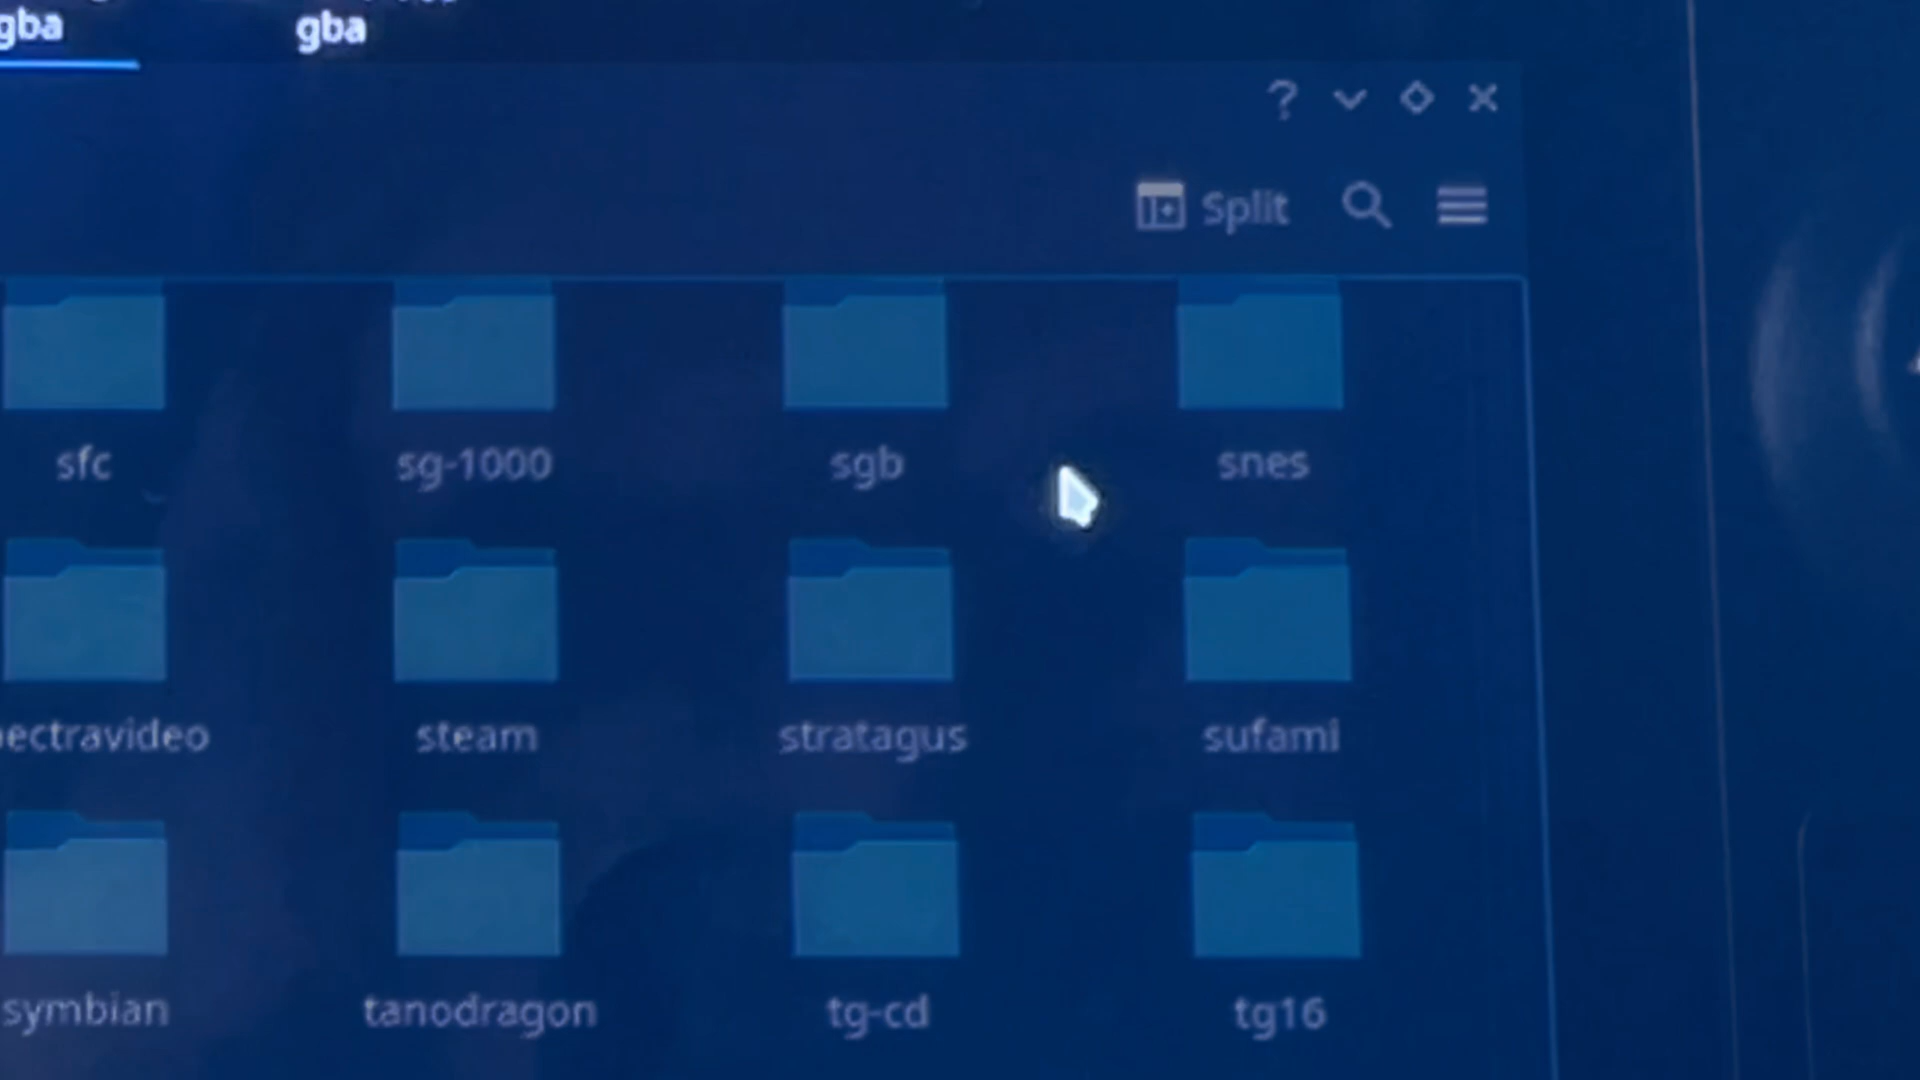 gba gba
Split
sfc sg-1000 sgb snes
steam stratagus sufami
symbian tanodragon tg-cd tg16